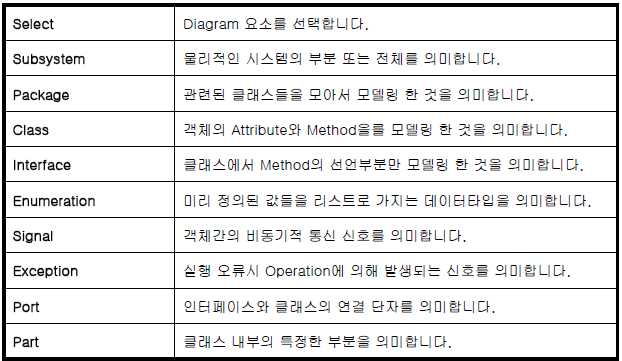 Select Diagram 요소를 선택합니다.
Subsystem 물리적인 시스템의 부분 또는 전체를 의미합니다.
Package 관련된 클래스들을 모아서 모델링 한 것을 의미합니다.
Class 객체의 Attribute와 Method을를 모델링 한 것을 의미합니다.
Interface 클래스에서 Method의 선언부분만 모델링 한 것을 의미합니다.
Enumeration 미리 정의된 값들을 리스트로 가지는 데이터타입을 의미합니다.
Signal 객체간의 비동기적 통신 신호를 의미합니다.
Exception 실행 오류시 Operation에 의해 발생되는 신호를 의미합니다.
Port 인터페이스와 클래스의 연결 단자를 의미합니다.
Part 클래스 내부의 특정한 부분을 의미합니다.